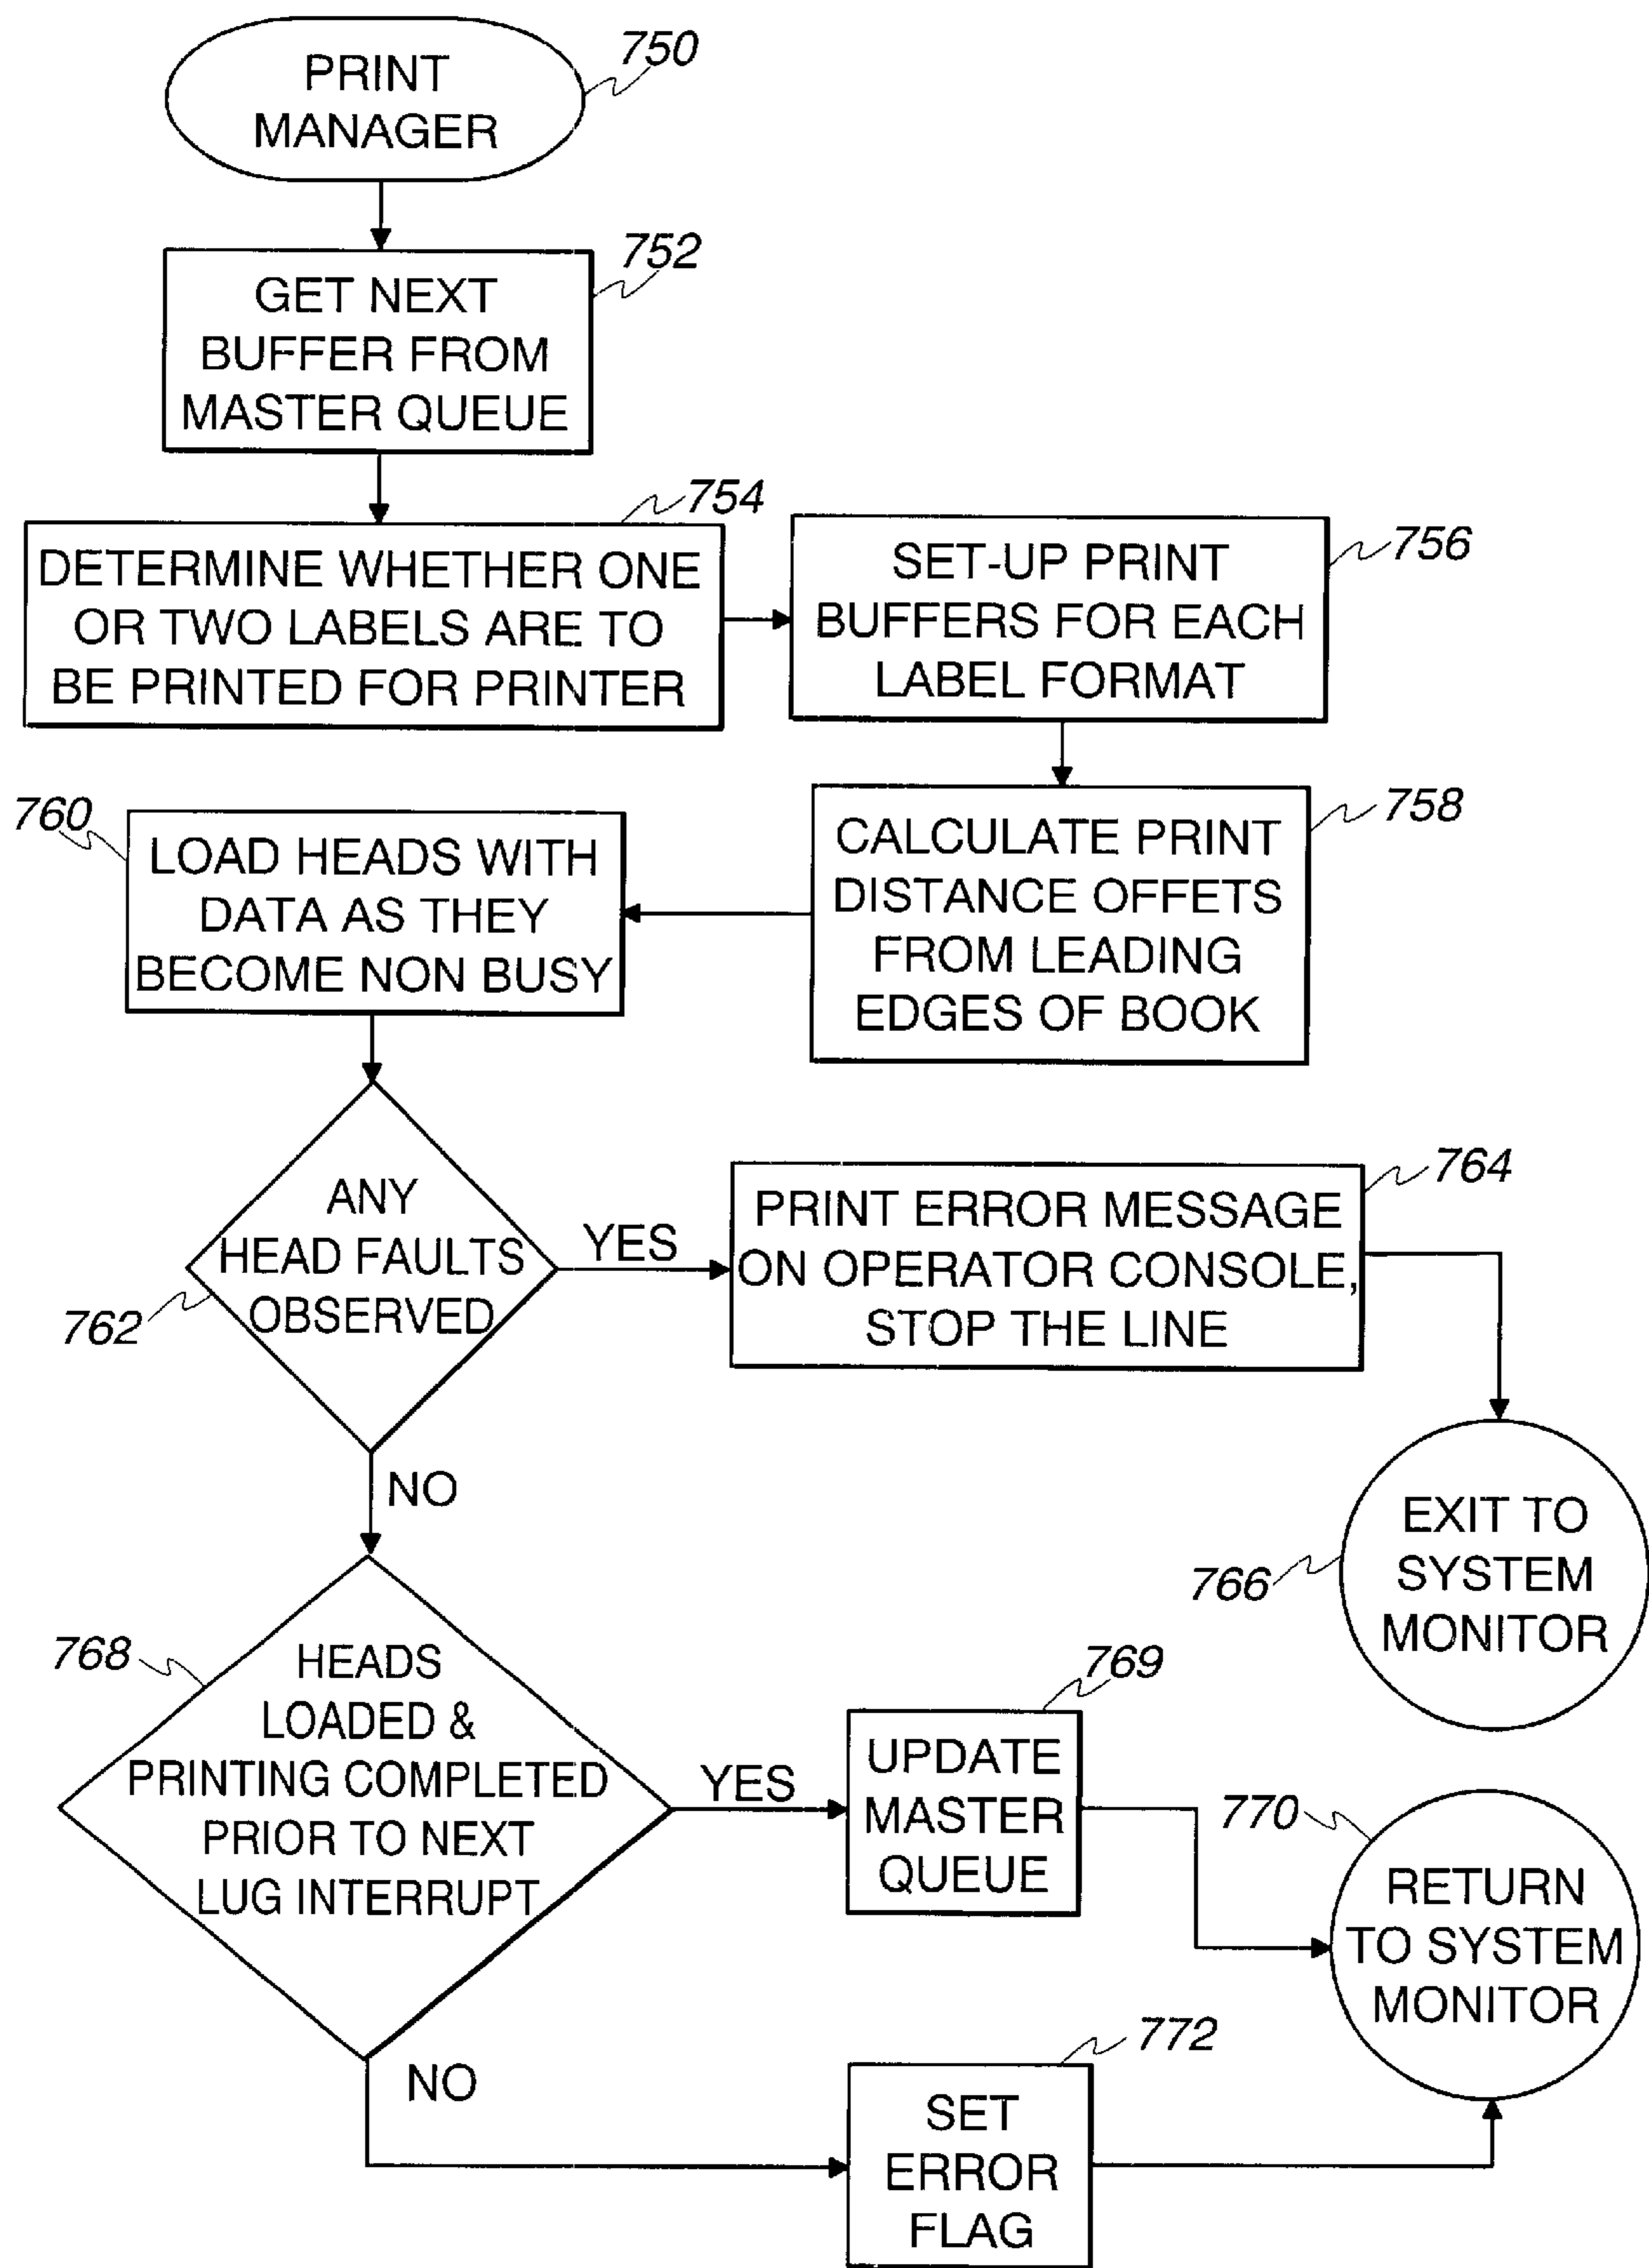 PRINT
MANAGER
750
GET NEXT
BUFFER FROM
MASTER QUEUE
752
DETERMINE WHETHER ONE
OR TWO LABELS ARE TO
BE PRINTED FOR PRINTER
754
SET-UP PRINT
BUFFERS FOR EACH
LABEL FORMAT
756
CALCULATE PRINT
DISTANCE OFFETS
FROM LEADING
EDGES OF BOOK
758
760
LOAD HEADS WITH
DATA AS THEY
BECOME NON BUSY
ANY
HEAD FAULTS
OBSERVED
762
YES
PRINT ERROR MESSAGE
ON OPERATOR CONSOLE,
STOP THE LINE
764
EXIT TO
SYSTEM
MONITOR
766
NO
768
HEADS
LOADED &
PRINTING COMPLETED
PRIOR TO NEXT
LUG INTERRUPT
YES
UPDATE
MASTER
QUEUE
769
770
RETURN
TO SYSTEM
MONITOR
NO
SET
ERROR
FLAG
772